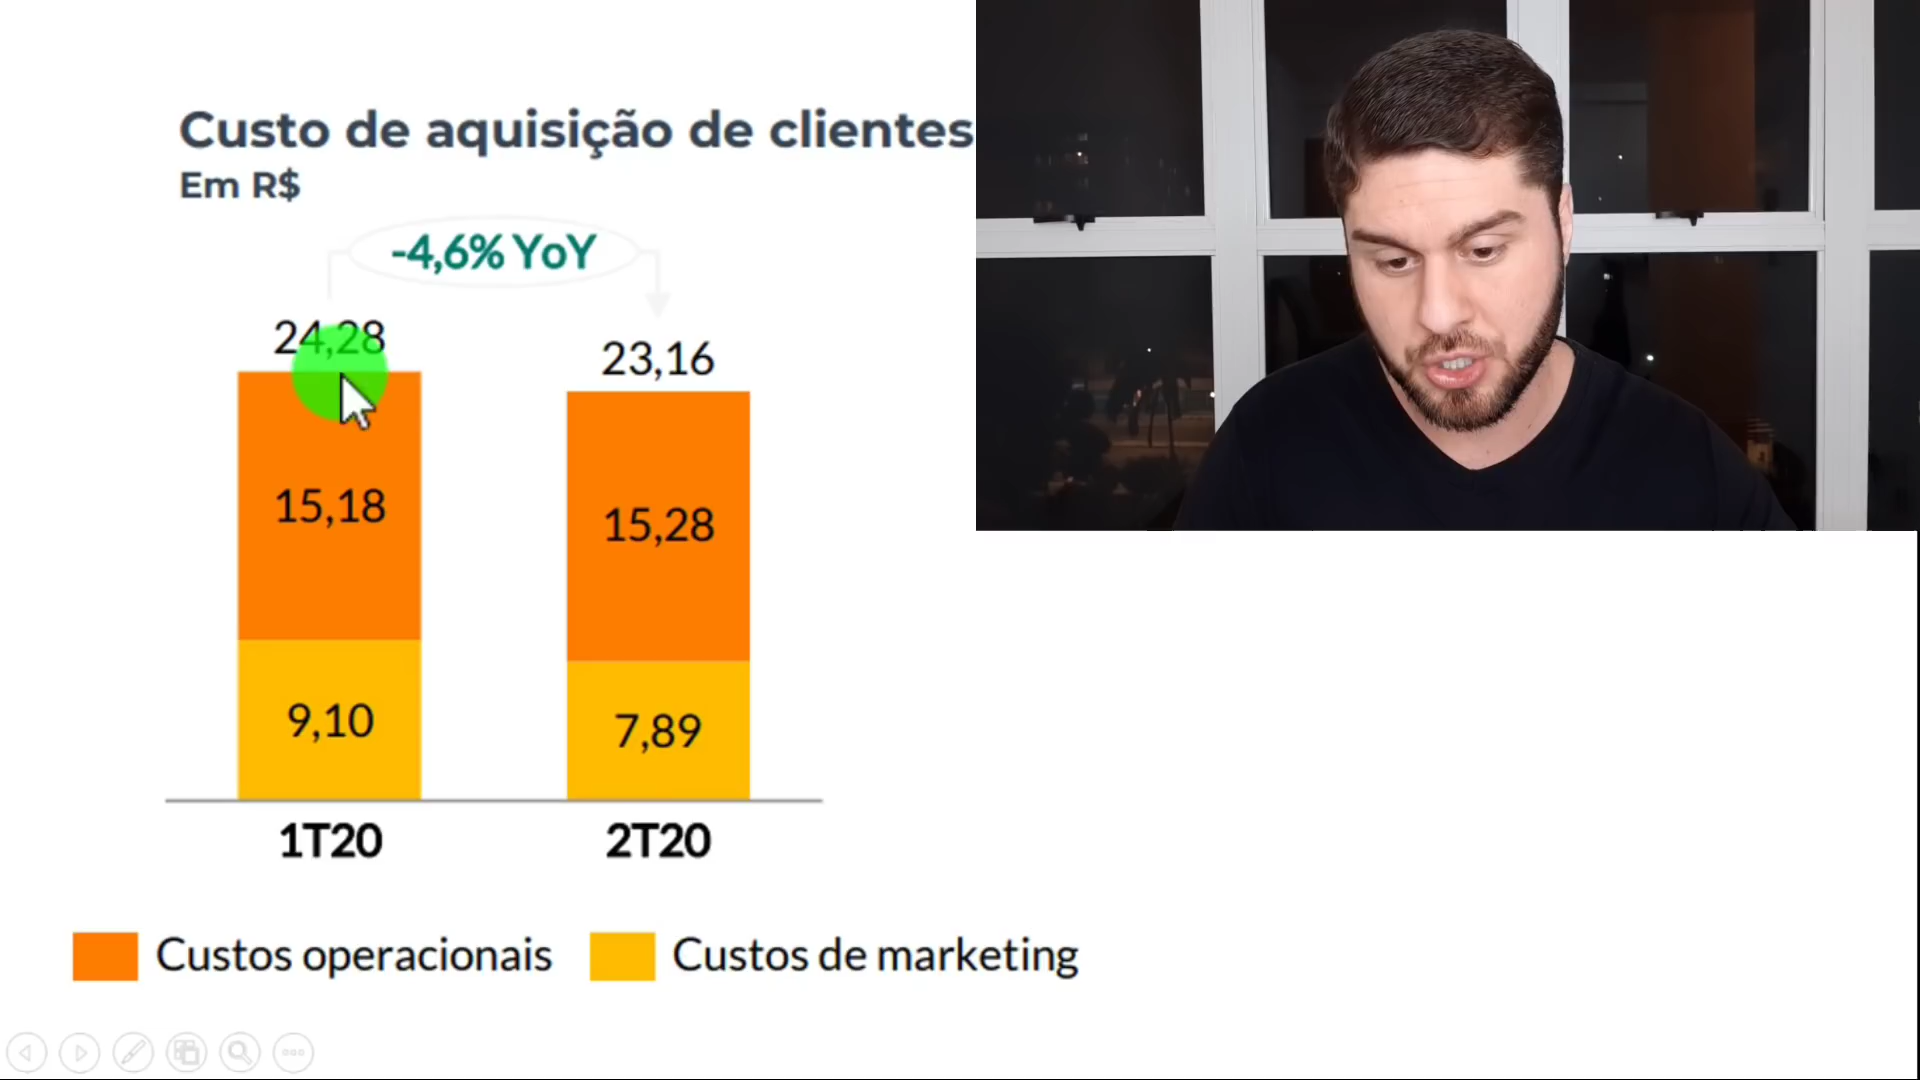 Custo de aquisição de clientes
Em R$
-4,6% YoY
24,28
23,16
15,18
15,28
9,10
7,89
1T20
2T20
Custos operacionais
Custos de marketing